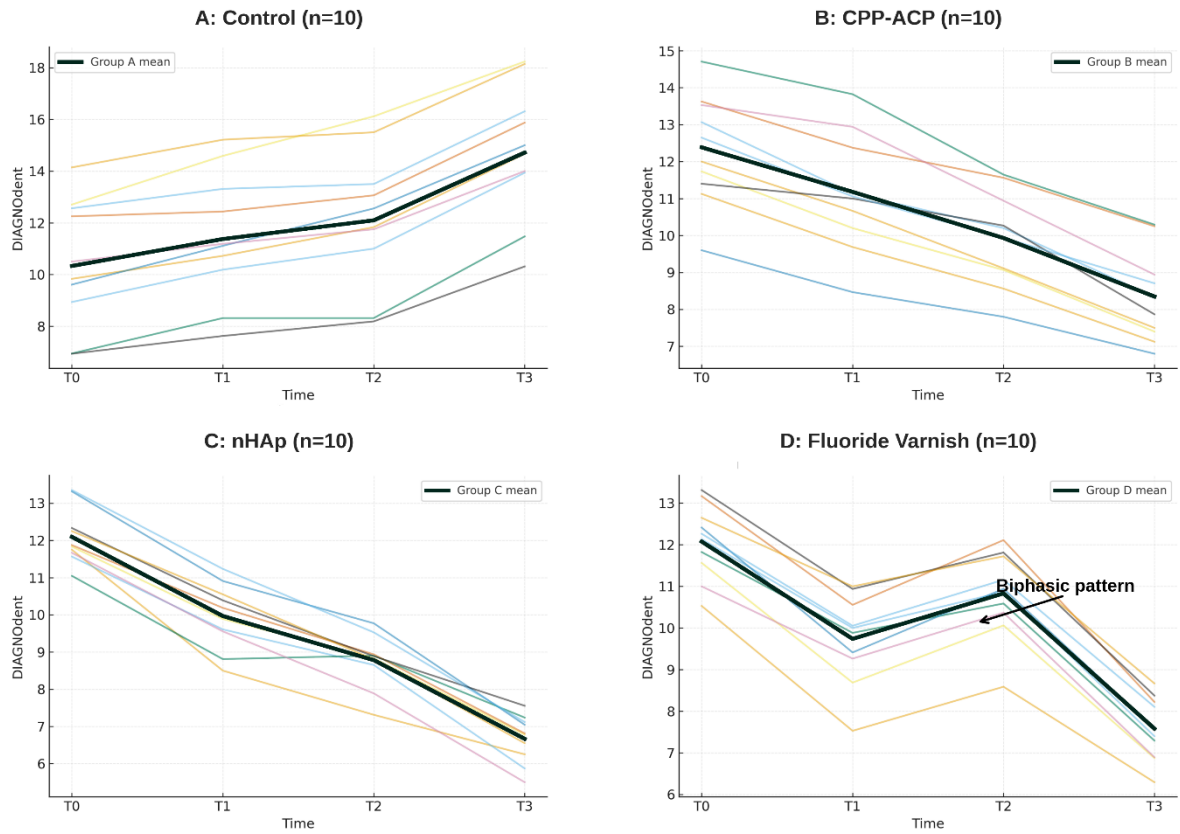 A: Control (n=10)
Group A mean
DIAGNOdent
18
16
14
12
10
8
T0 T1 T2 T3
Time
B: CPP-ACP (n=10)
Group B mean
DIAGNOdent
15
14
13
12
11
10
9
8
7
T0 T1 T2 T3
Time
C: nHAp (n=10)
Group C mean
DIAGNOdent
13
12
11
10
9
8
7
6
T0 T1 T2 T3
Time
D: Fluoride Varnish (n=10)
Group D mean
Biphasic pattern
DIAGNOdent
13
12
11
10
9
8
7
6
T0 T1 T2 T3
Time